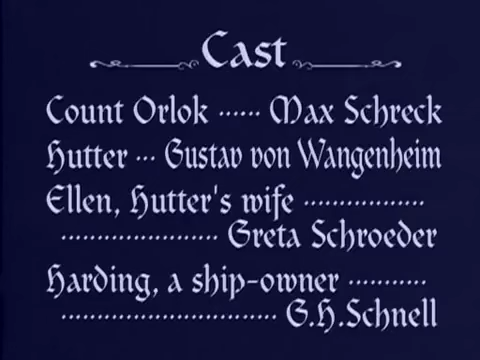 Cast
Count Orlok ...... Max Schreck
Hutter ... Gustav von Wangenheim
Ellen, Hutter's wife .................
...................... Greta Schroeder
Harding, a ship-owner ...........
.............................. G.H.Schnell